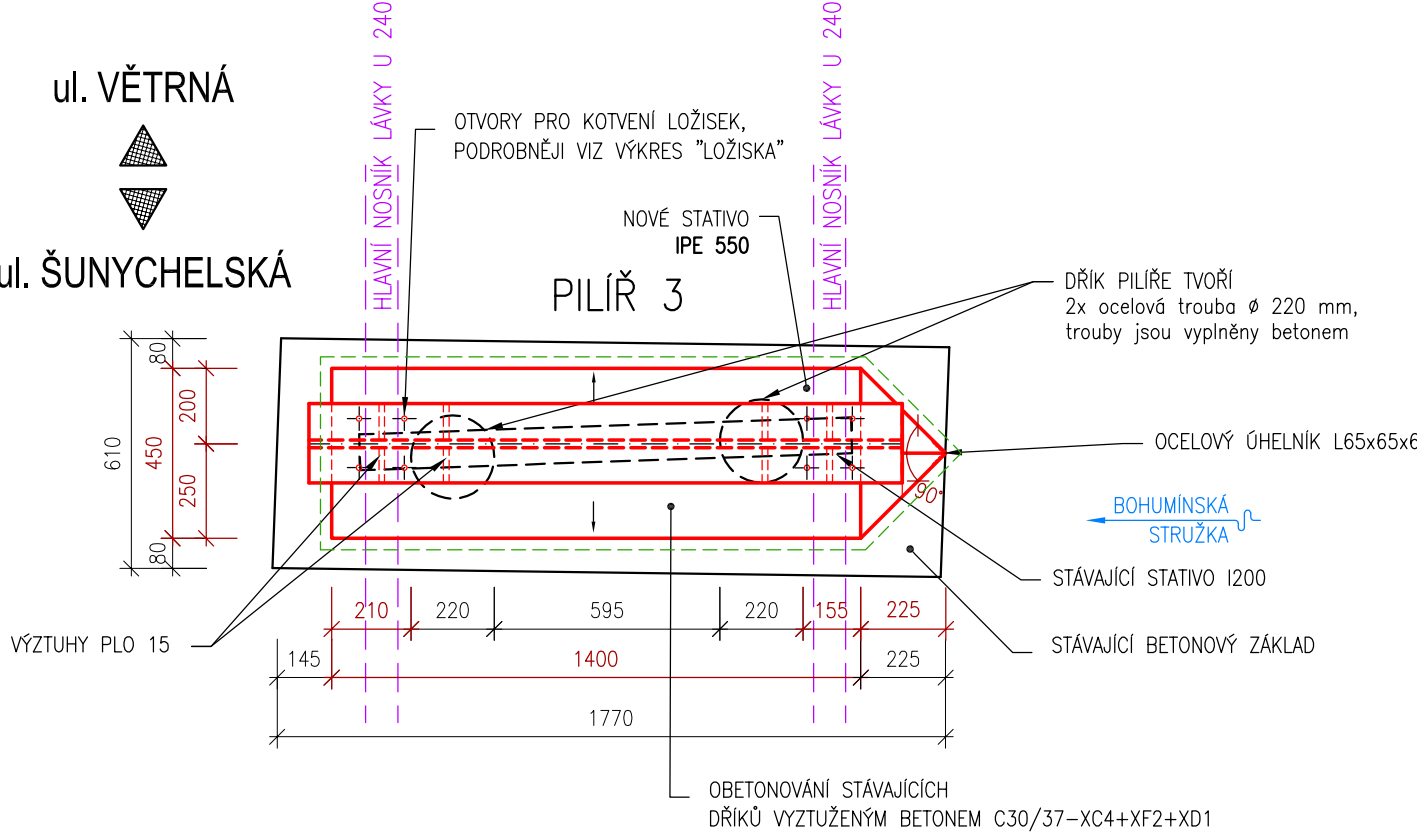 ul. VĚTRNÁ
ul. ŠUNYCHELSKÁ
HLAVNÍ NOSNÍK LÁVKY U 240
HLAVNÍ NOSNÍK LÁVKY U 240
OTVORY PRO KOTVENÍ LOŽISEK,
PODROBNĚJI VIZ VÝKRES "LOŽISKA"
NOVÉ STATIVO
IPE 550
PILÍŘ 3
DŘÍK PILÍŘE TVOŘÍ
2x ocelová trouba ø 220 mm,
trouby jsou vyplněny betonem
OCELOVÝ ÚHELNÍK L65x65x6
90°
BOHUMÍNSKÁ
STRUŽKA
STÁVAJÍCÍ STATIVO I200
STÁVAJÍCÍ BETONOVÝ ZÁKLAD
610
80
450
80
200
250
VÝZTUHY PLO 15
210
220
595
220
155
225
145
1400
225
1770
OBETONOVÁNÍ STÁVAJÍCÍCH
DŘÍKŮ VYZTUŽENÝM BETONEM C30/37-XC4+XF2+XD1